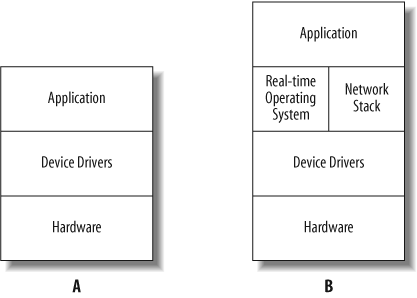 Application
Device Drivers
Hardware
A
Application
Real-time
Operating
System
Network
Stack
Device Drivers
Hardware
B